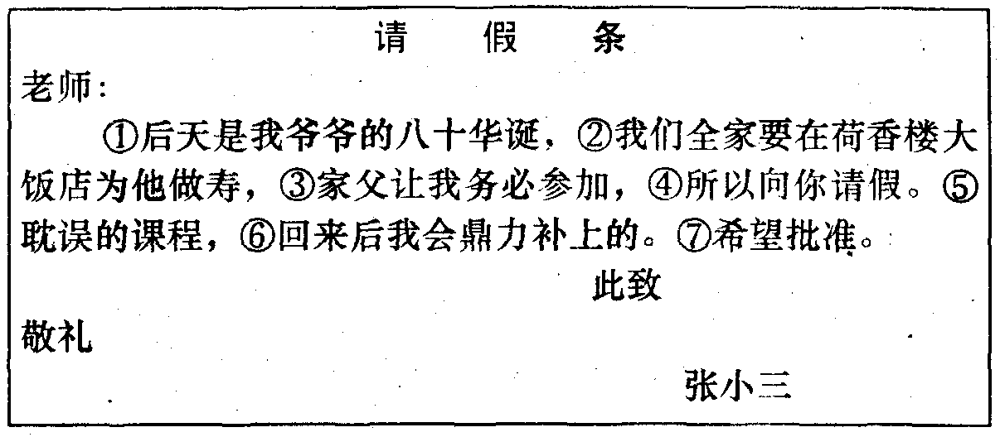 请 假 条
老师：
①后天是我爷爷的八十华诞，②我们全家要在荷香楼大
饭店为他做寿，③家父让我务必参加，④所以向你请假。⑤
耽误的课程，⑥回来后我会鼎力补上的。⑦希望批准。
此致
敬礼
张小三